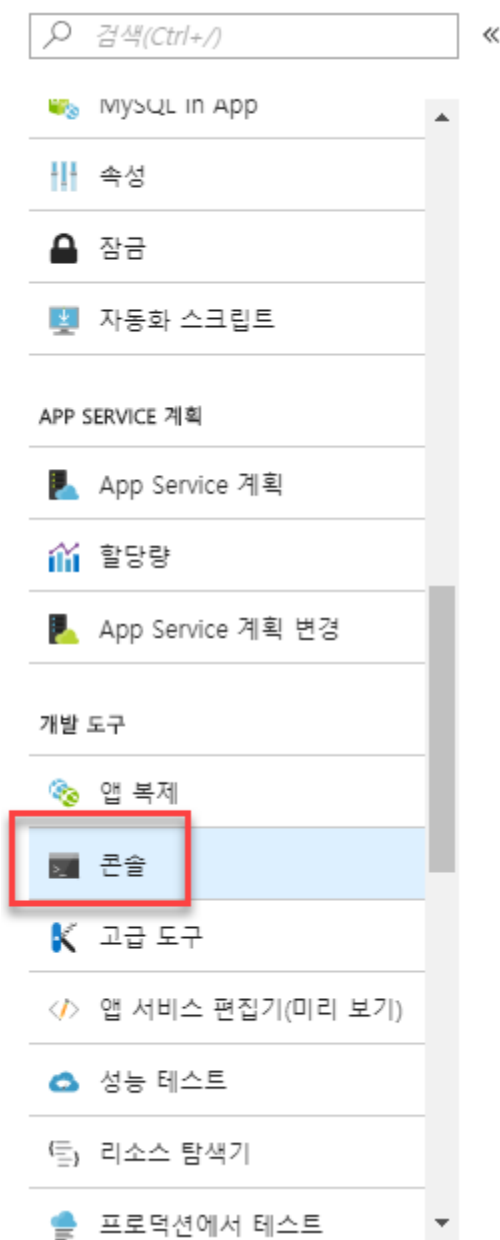 검색(Ctrl+/)
«
MySQL in App
속성
잠금
자동화 스크립트
APP SERVICE 계획
App Service 계획
할당량
App Service 계획 변경
개발 도구
앱 복제
콘솔
고급 도구
앱 서비스 편집기(미리 보기)
성능 테스트
리소스 탐색기
프로덕션에서 테스트